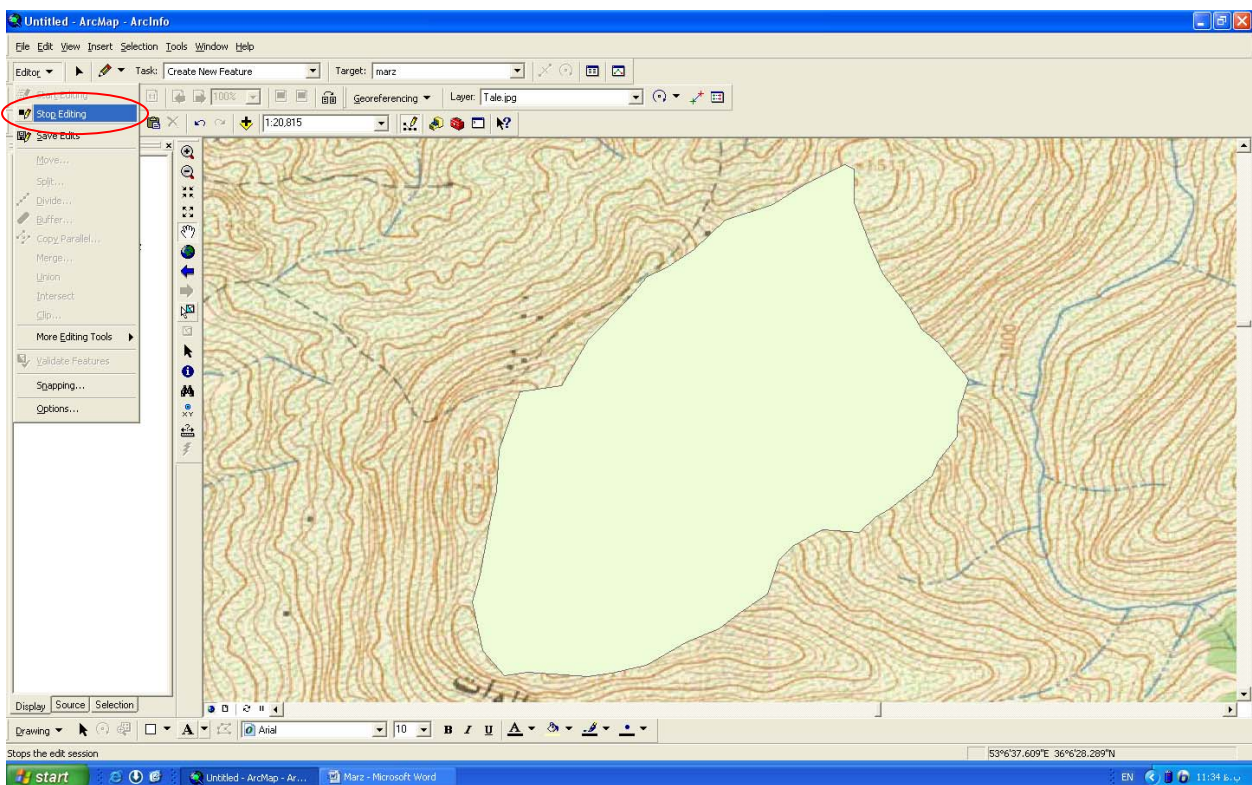 Untitled - ArcMap - ArcInfo
File Edit View Insert Selection Tools Window Help
Editor Task: Create New Feature Target: marz
Start Editing 100% Georeferencing Layer: Tale.jpg
Stop Editing
1:20,815
Save Edits
Move...
Split...
Divide...
Buffer...
Copy Parallel...
Merge...
Union
Intersect
Clip...
More Editing Tools
Validate Features
Snapping...
Options...
Display Source Selection
Drawing A Arial 10 B I U A
Stops the edit session 53°6'37.609"E 36°6'28.289"N
start Untitled - ArcMap - Ar... Marz - Microsoft Word EN 11:34 ق.ظ